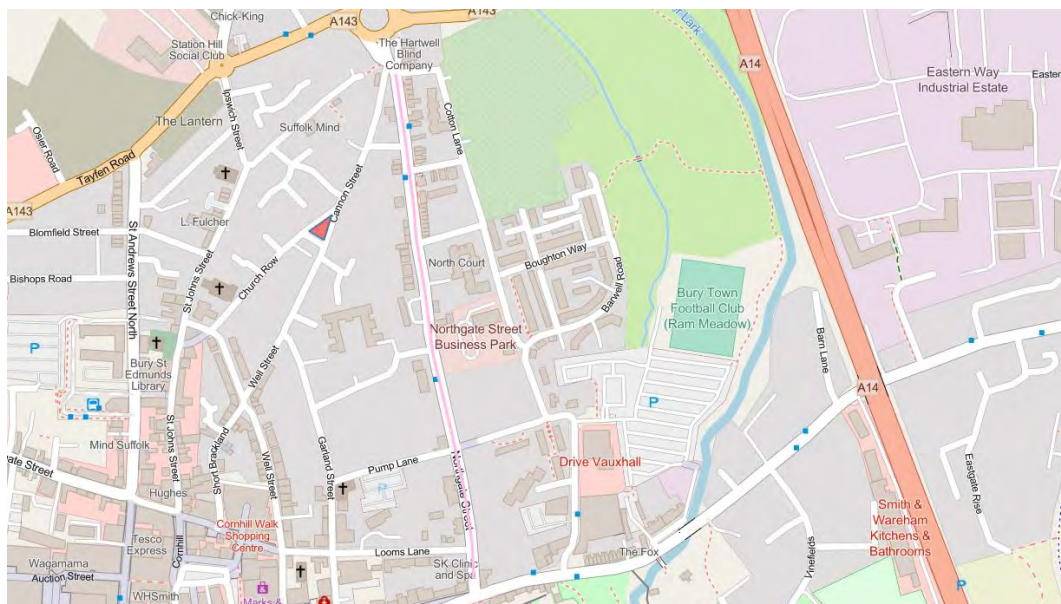 Chick-King
A143
A143
Station Hill
Social Club
The Hartwell
Blind
Company
er Lark
A14
Eastern Way
Industrial Estate
Easter
Ipswich Street
The Lantern
Suffolk Mind
Cotton Lane
Osier Road
Tayfen Road
A143
L. Fulcher
Cannon Street
Blomfield Street
St Andrews Street North
St Johns Street
Church Row
Bishops Road
North Court
Boughton Way
Barwell Road
Bury Town
Football Club
(Ram Meadow)
Northgate Street
Business Park
Barn Lane
P
Bury St
Edmunds
Library
Well Street
A14
P
Mind Suffolk
St Johns Street
Short Brackland
Well Street
Garland Street
Pump Lane
P
Northgate Street
Drive Vauxhall
ate Street
Hughes
Eastgate Rise
Cornhill Walk
Shopping
Centre
Smith &
Wareham
Kitchens &
Bathrooms
Tesco
Express
Cornhill
Looms Lane
The Fox
Vinefields
Wagamama
Auction Street
SK Clinic
and Spa
P
WHSmith
Marks &